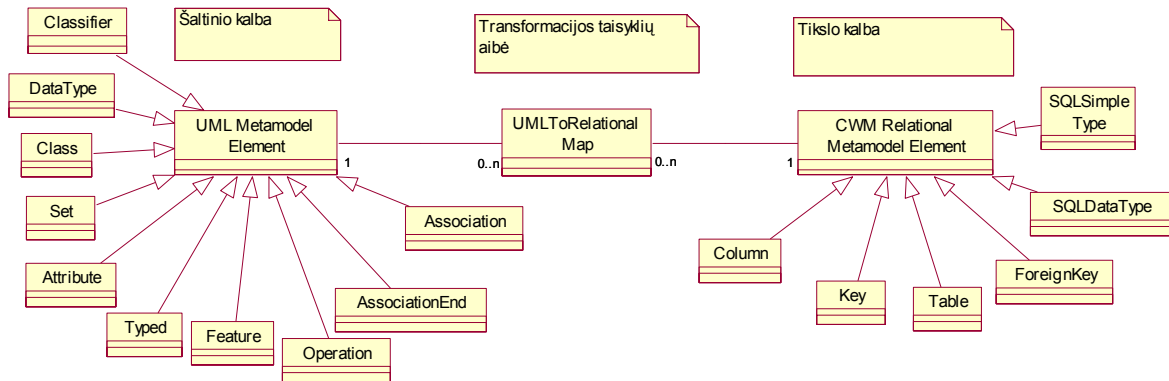 Classifier
Šaltinio kalba
Transformacijos taisyklių
aibė
Tikslo kalba
DataType
UML Metamodel
Element
UMLToRelational
Map
CWM Relational
Metamodel Element
SQLSimple
Type
Class
1
0..n
0..n
1
Set
Association
SQLDataType
Attribute
AssociationEnd
Column
ForeignKey
Typed
Feature
Operation
Key
Table